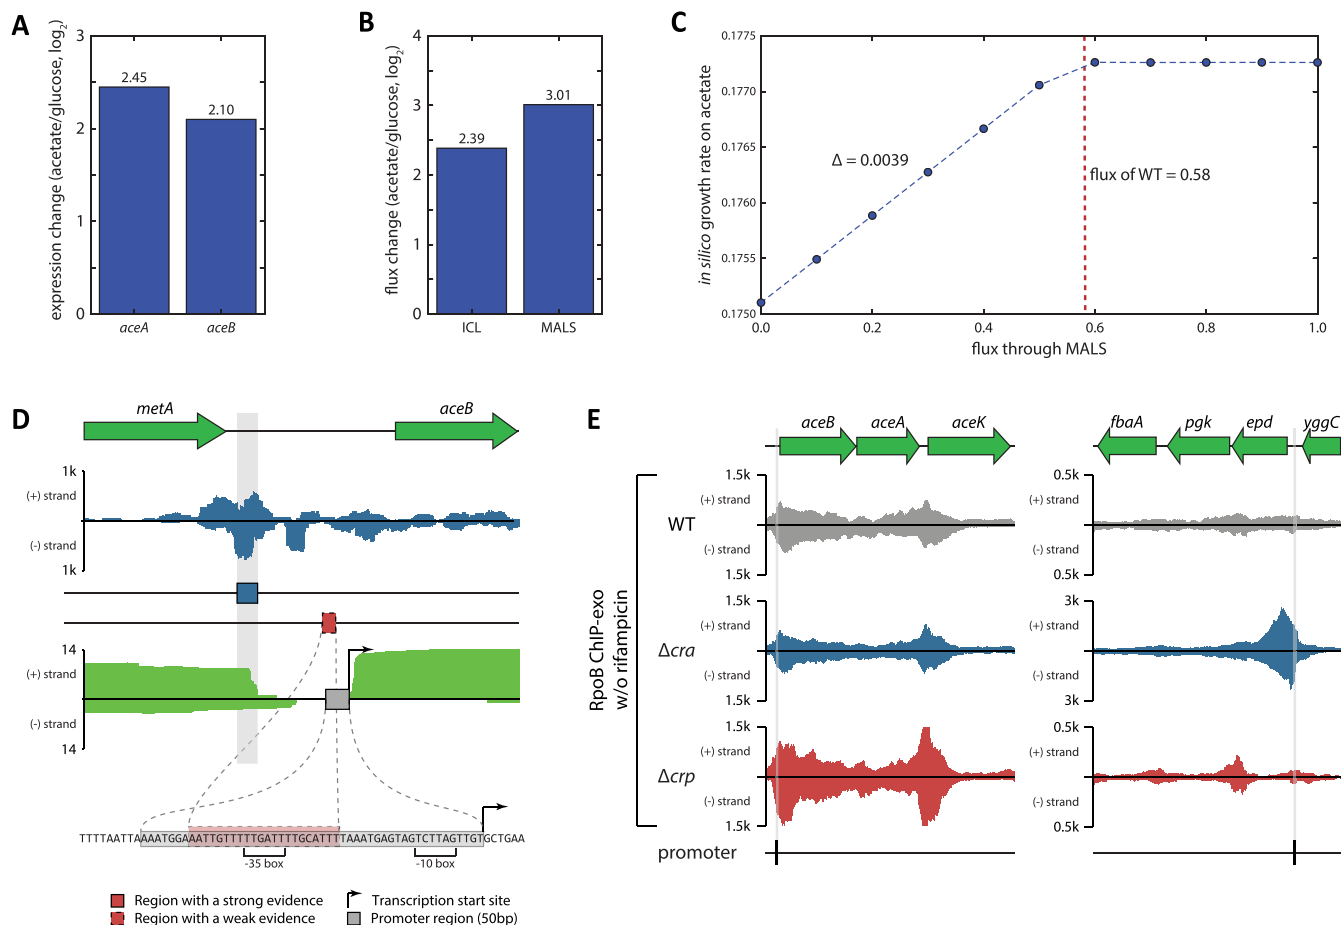 A
expression change (acetate/glucose, log2)
3
2
1
0
2.45
2.10
aceA
aceB
B
flux change (acetate/glucose, log2)
4
3
2
1
0
2.39
3.01
ICL
MALS
C
in silico growth rate on acetate
0.1775
0.1770
0.1765
0.1760
0.1755
0.1750
Δ = 0.0039
flux of WT = 0.58
0.0
0.2
0.4
0.6
0.8
1.0
flux through MALS
D
metA
aceB
1k
(+) strand
(-) strand
1k
14
(+) strand
(-) strand
14
TTTTAATTAAAATGGAAATTGTTTTTGATTTTGCATTTTAAATGAGTAGTCTTAGTTGTGCTGAA
-35 box
-10 box
Region with a strong evidence
Transcription start site
Region with a weak evidence
Promoter region (50bp)
E
aceB
aceA
aceK
fbaA
pgk
epd
yggC
RpoB ChIP-exo
w/o rifampicin
WT
1.5k
(+) strand
(-) strand
1.5k
0.5k
(+) strand
(-) strand
0.5k
Δcra
1.5k
(+) strand
(-) strand
1.5k
3k
(+) strand
(-) strand
3k
Δcrp
1.5k
(+) strand
(-) strand
1.5k
0.5k
(+) strand
(-) strand
0.5k
promoter